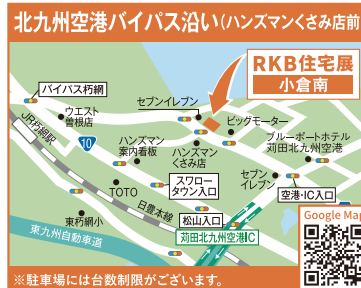 北九州空港バイパス沿い(ハンズマンくさみ店前
RKB住宅展
小倉南
バイパス朽網
セブンイレブン
ウエスト
曽根店
ビッグモーター
JR朽網駅
10
ハンズマン
案内看板
ハンズマン
くさみ店
ブルーポートホテル
苅田北九州空港
スワロー
タウン入口
セブン
イレブン
TOTO
空港・IC入口
日豊本線
松山入口
東朽網小
苅田北九州空港IC
東九州自動車道
Google Map
※駐車場には台数制限がございます。